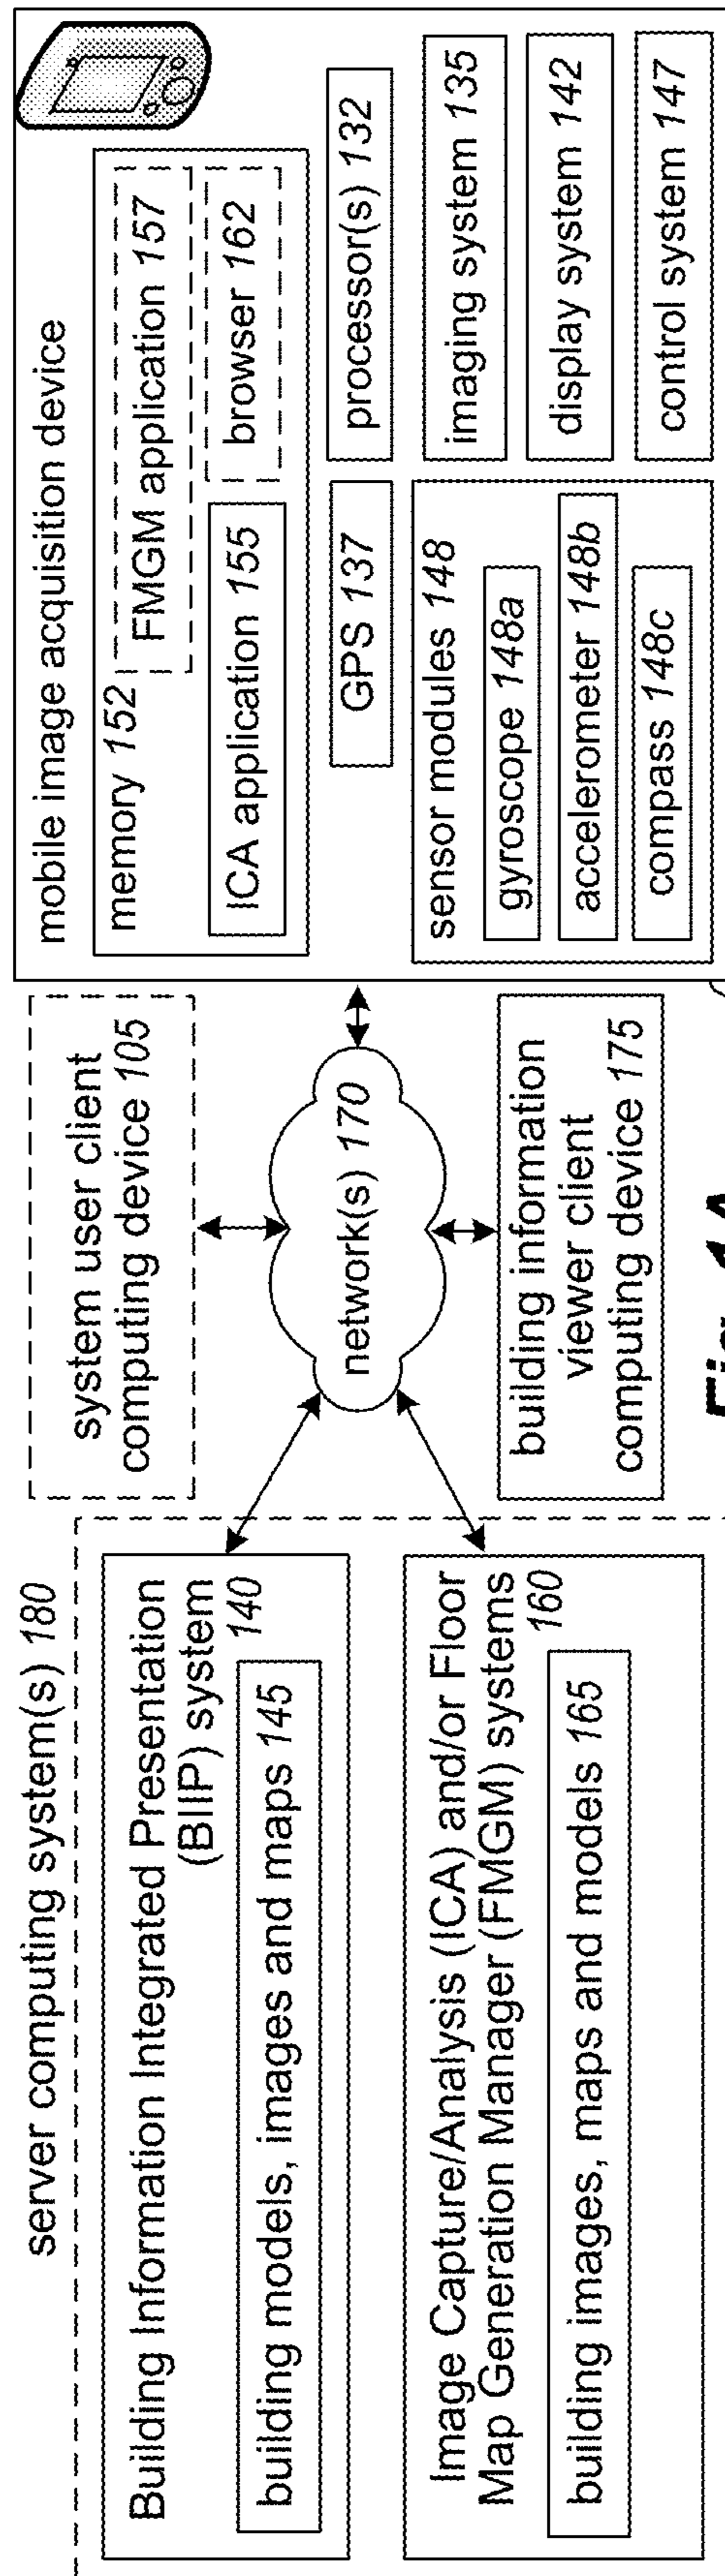 server computing system(s) 180
Building Information Integrated Presentation
(BIIP) system
140
building models, images and maps 145
Image Capture/Analysis (ICA) and/or Floor
Map Generation Manager (FMGM) systems
160
building images, maps and models 165
system user client
computing device 105
network(s) 170
building information
viewer client
computing device 175
mobile image acquisition device
memory 152
FMGM application 157
ICA application 155
browser 162
GPS 137
processor(s) 132
sensor modules 148
gyroscope 148a
accelerometer 148b
compass 148c
imaging system 135
display system 142
control system 147